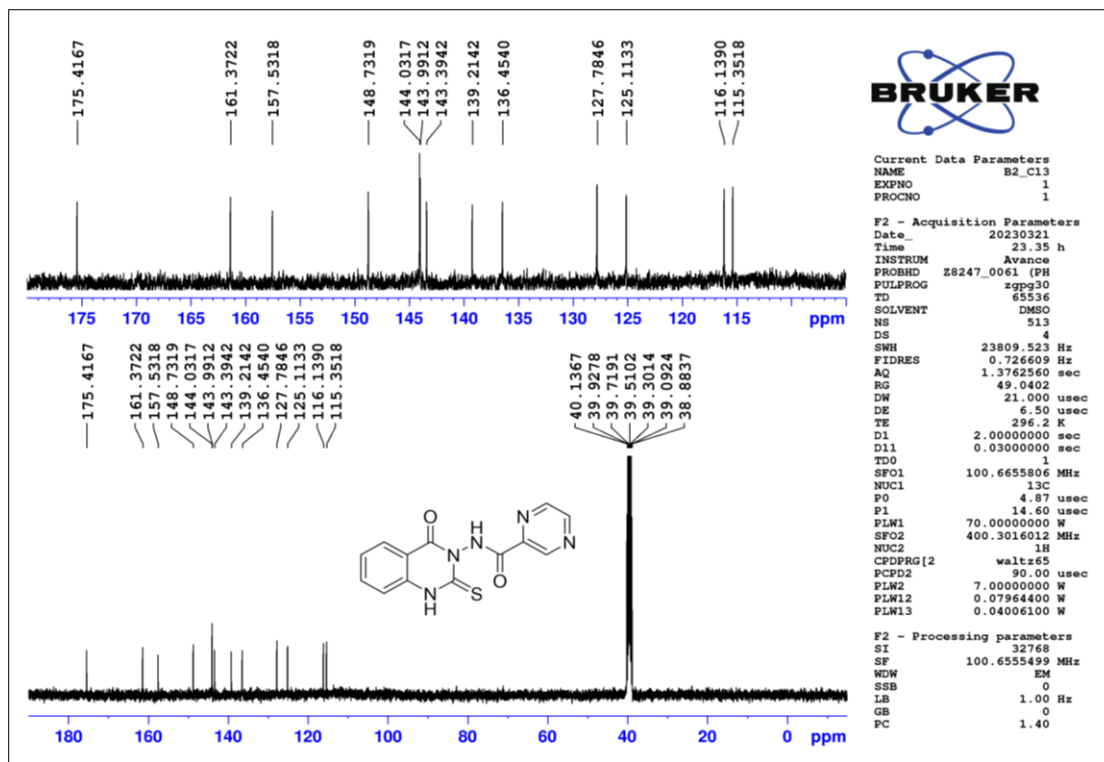 175.4167
161.3722
157.5318
148.7319
144.0317
143.9912
143.3942
139.2142
136.4540
127.7846
125.1133
116.1390
115.3518
175 170 165 160 155 150 145 140 135 130 125 120 115 ppm
175.4167
161.3722
157.5318
148.7319
144.0317
143.9912
143.3942
139.2142
136.4540
127.7846
125.1133
116.1390
115.3518
40.1367
39.9278
39.7191
39.5102
39.3014
39.0924
38.8837
O
N
H
N
N
N
O
N
H
S
180 160 140 120 100 80 60 40 20 0 ppm
BRUKER
Current Data Parameters
NAME B2_C13
EXPNO 1
PROCNO 1
F2 - Acquisition Parameters
Date_ 20230321
Time 23.35 h
INSTRUM Avance
PROBHD Z8247_0061 (PH
PULPROG zgpg30
TD 65536
SOLVENT DMSO
NS 513
DS 4
SWH 23809.523 Hz
FIDRES 0.726609 Hz
AQ 1.3762560 sec
RG 49.0402
DW 21.000 usec
DE 6.50 usec
TE 296.2 K
D1 2.00000000 sec
D11 0.03000000 sec
TD0 1
SFO1 100.6655806 MHz
NUC1 13C
P0 4.87 usec
P1 14.60 usec
PLW1 70.00000000 W
SFO2 400.3016012 MHz
NUC2 1H
CPDPRG[2 waltz65
PCPD2 90.00 usec
PLW2 7.00000000 W
PLW12 0.07964400 W
PLW13 0.04006100 W
F2 - Processing parameters
SI 32768
SF 100.6555499 MHz
WDW EM
SSB 0
LB 1.00 Hz
GB 0
PC 1.40